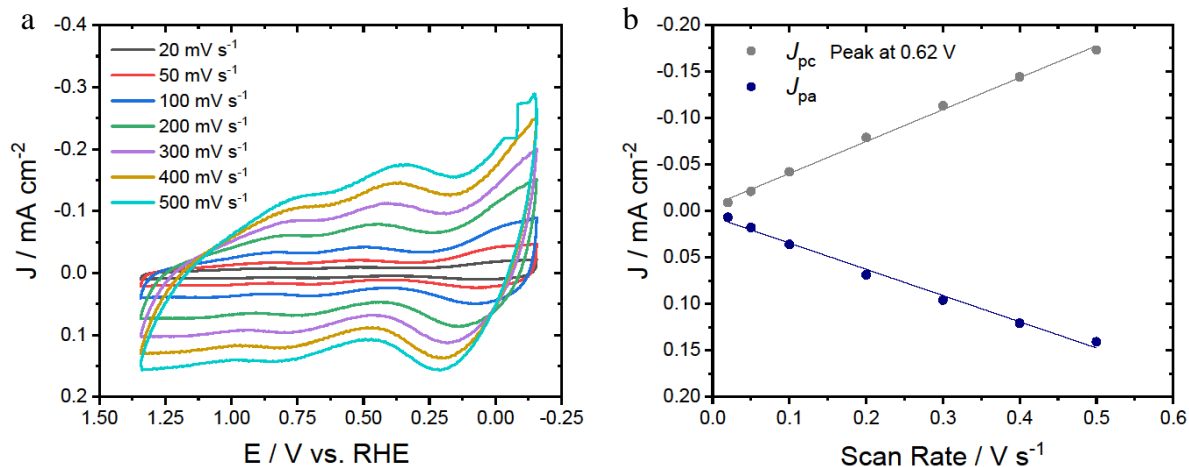 a
-0.4
-0.3
-0.2
-0.1
0.0
0.1
0.2
J / mA cm-2
20 mV s-1
50 mV s-1
100 mV s-1
200 mV s-1
300 mV s-1
400 mV s-1
500 mV s-1
1.50 1.25 1.00 0.75 0.50 0.25 0.00 -0.25
E / V vs. RHE
b
-0.20
-0.15
-0.10
-0.05
0.00
0.05
0.10
0.15
0.20
J / mA cm-2
Jpc Peak at 0.62 V
Jpa
0.0 0.1 0.2 0.3 0.4 0.5 0.6
Scan Rate / V s-1